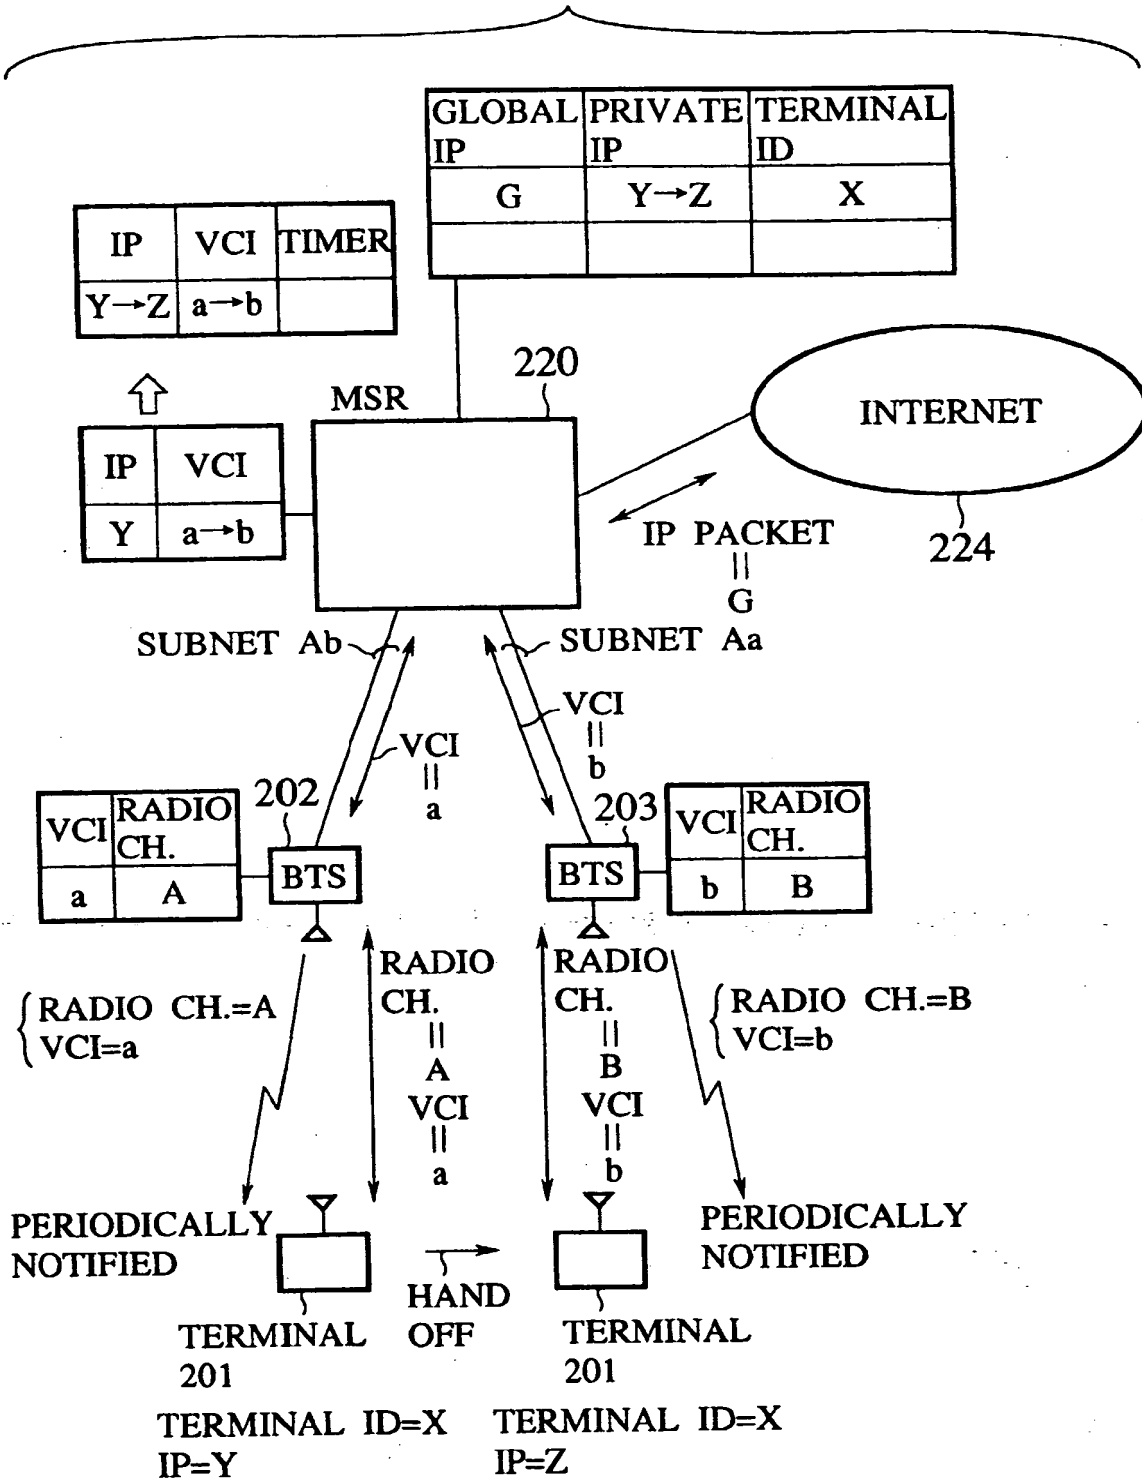 GLOBAL IP
PRIVATE IP
TERMINAL ID
G
Y→Z
X
IP
VCI
TIMER
Y→Z
a→b
220
MSR
INTERNET
224
IP
VCI
Y
a→b
IP PACKET
||
G
SUBNET Ab
SUBNET Aa
VCI
||
a
VCI
||
b
202
203
VCI
RADIO CH.
a
A
BTS
BTS
VCI
RADIO CH.
b
B
RADIO CH.=A
VCI=a
RADIO
CH.
||
A
VCI
||
a
RADIO
CH.
||
B
VCI
||
b
RADIO CH.=B
VCI=b
PERIODICALLY
NOTIFIED
PERIODICALLY
NOTIFIED
HAND
OFF
TERMINAL
201
TERMINAL
201
TERMINAL ID=X
IP=Y
TERMINAL ID=X
IP=Z